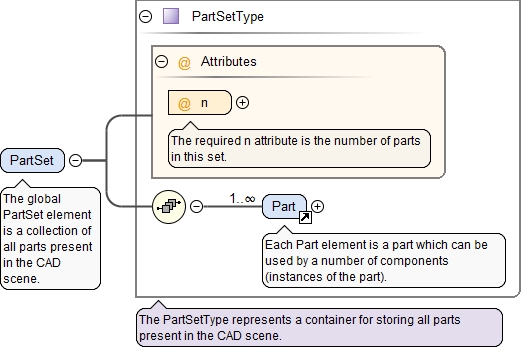 PartSetType
@ Attributes
@ n
The required n attribute is the number of parts
in this set.
PartSet
The global
PartSet element
is a collection of
all parts present
in the CAD
scene.
1..∞
Part
Each Part element is a part which can be
used by a number of components
(instances of the part).
The PartSetType represents a container for storing all parts
present in the CAD scene.